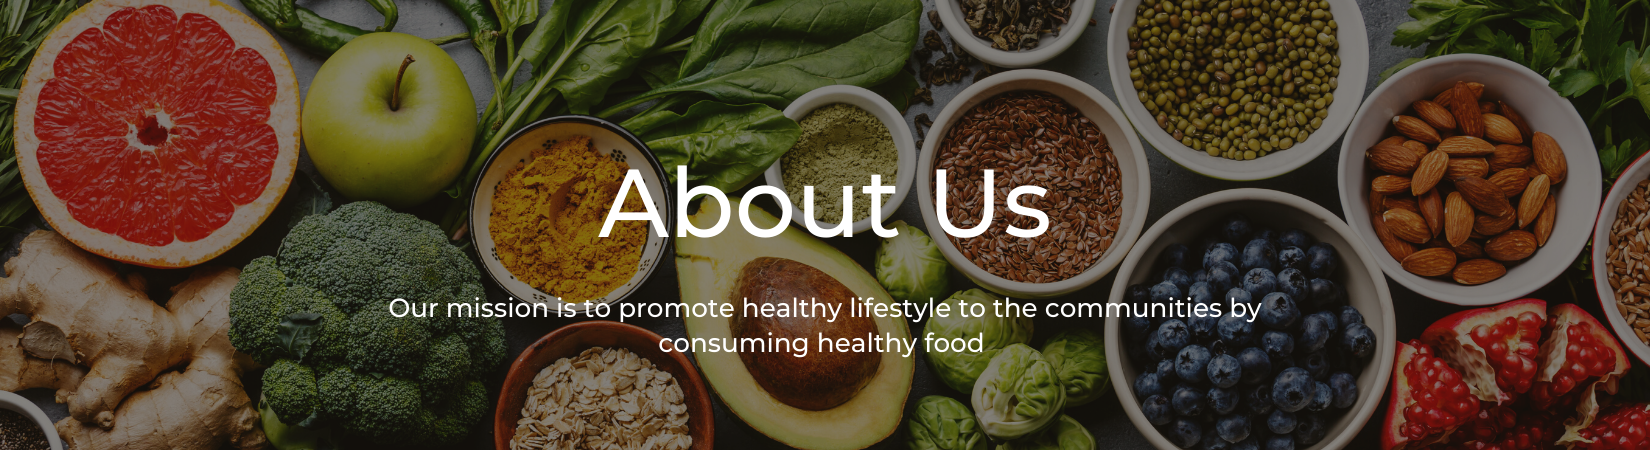 About Us
Our mission is to promote healthy lifestyle to the communities by
consuming healthy food